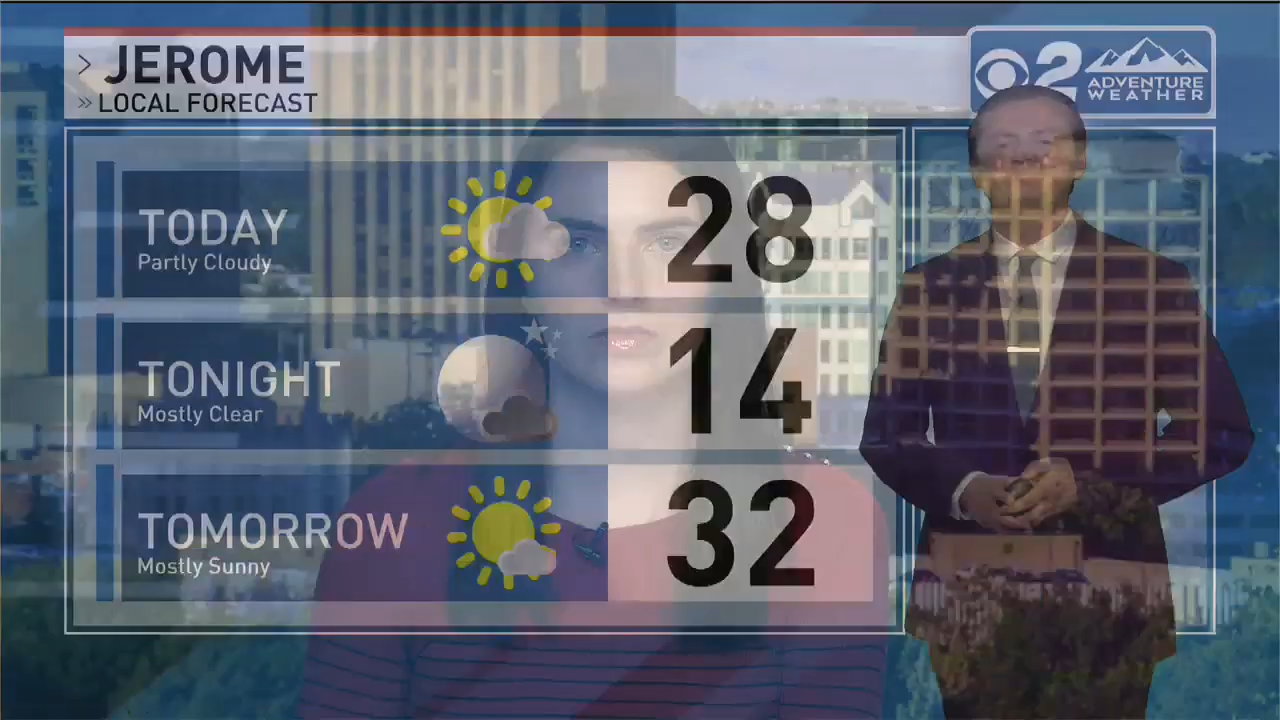 > JEROME
» LOCAL FORECAST
2
ADVENTURE
WEATHER
TODAY
Partly Cloudy
28
TONIGHT
Mostly Clear
14
TOMORROW
Mostly Sunny
32